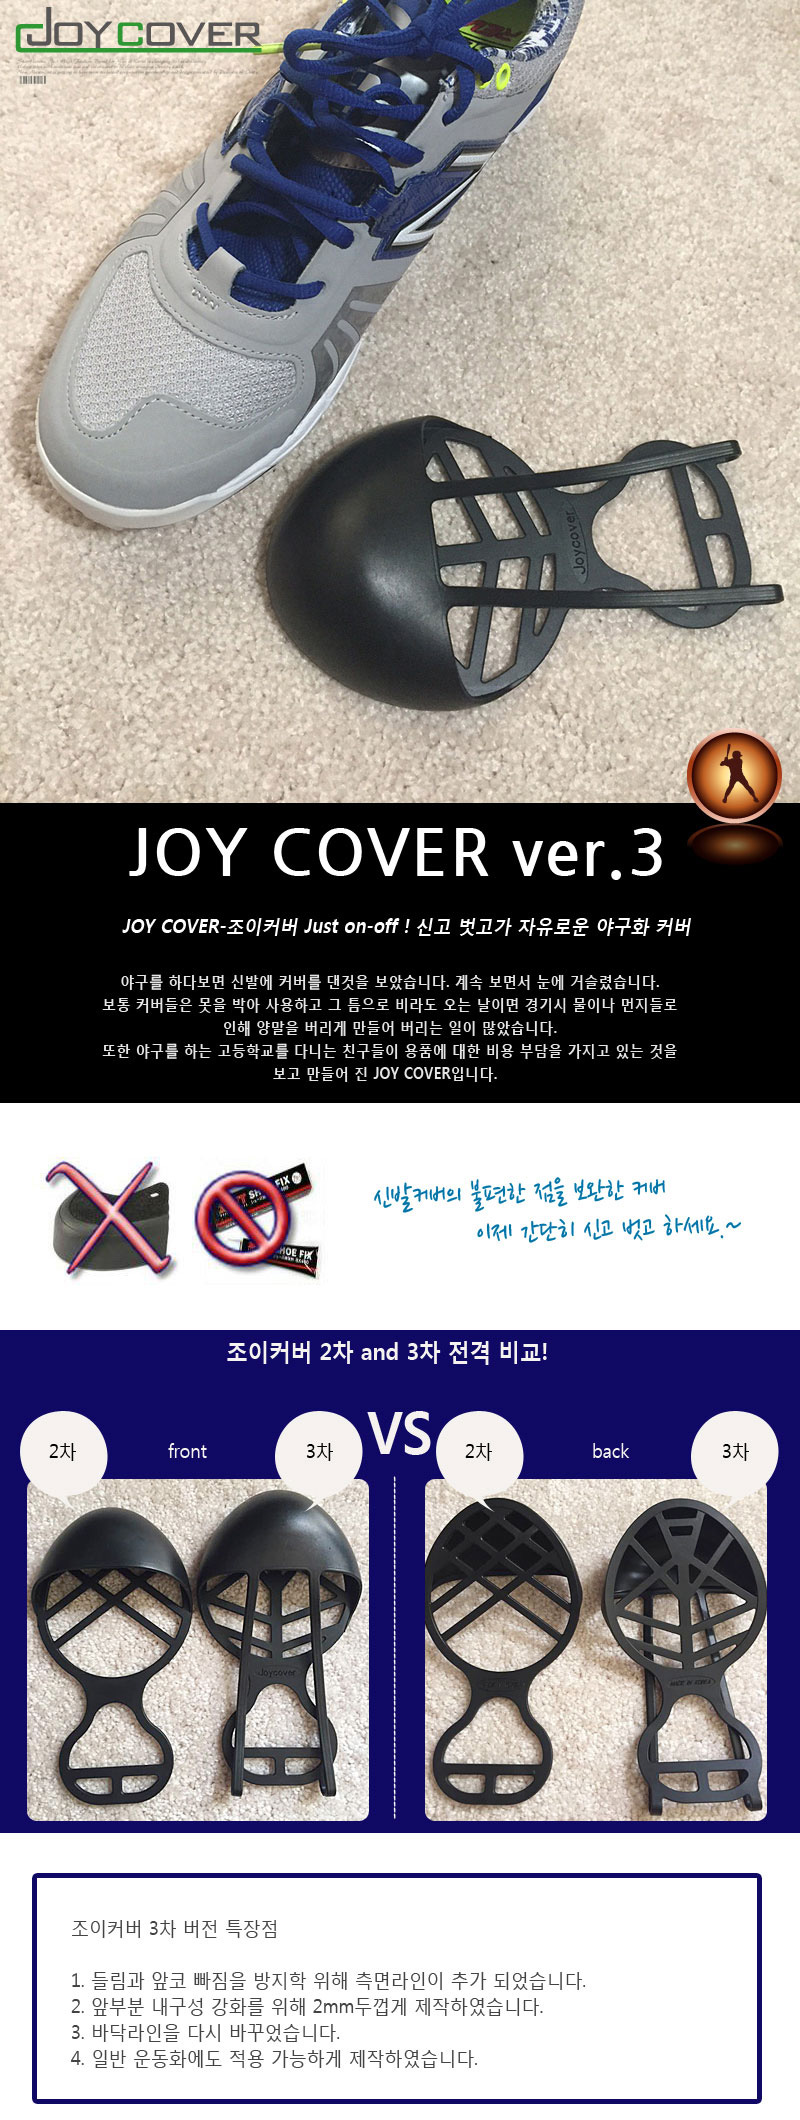 JOY COVER
Joycover
JOY COVER ver.3
JOY COVER-조이커버 Just on-off ! 신고 벗고가 자유로운 야구화 커버
야구를 하다보면 신발에 커버를 댄것을 보았습니다. 계속 보면서 눈에 거슬렸습니다.
보통 커버들은 못을 박아 사용하고 그 틈으로 비라도 오는 날이면 경기시 물이나 먼지들로
인해 양말을 버리게 만들어 버리는 일이 많았습니다.
또한 야구를 하는 고등학교를 다니는 친구들이 용품에 대한 비용 부담을 가지고 있는 것을
보고 만들어 진 JOY COVER입니다.
신발커버의 불편한 점을 보완한 커버
이제 간단히 신고 벗고 하세요.~
조이커버 2차 and 3차 전격 비교!
2차 front 3차 VS 2차 back 3차
Joycover
MADE IN KOREA
조이커버 3차 버전 특장점
1. 들림과 앞코 빠짐을 방지학 위해 측면라인이 추가 되었습니다.
2. 앞부분 내구성 강화를 위해 2mm두껍게 제작하였습니다.
3. 바닥라인을 다시 바꾸었습니다.
4. 일반 운동화에도 적용 가능하게 제작하였습니다.